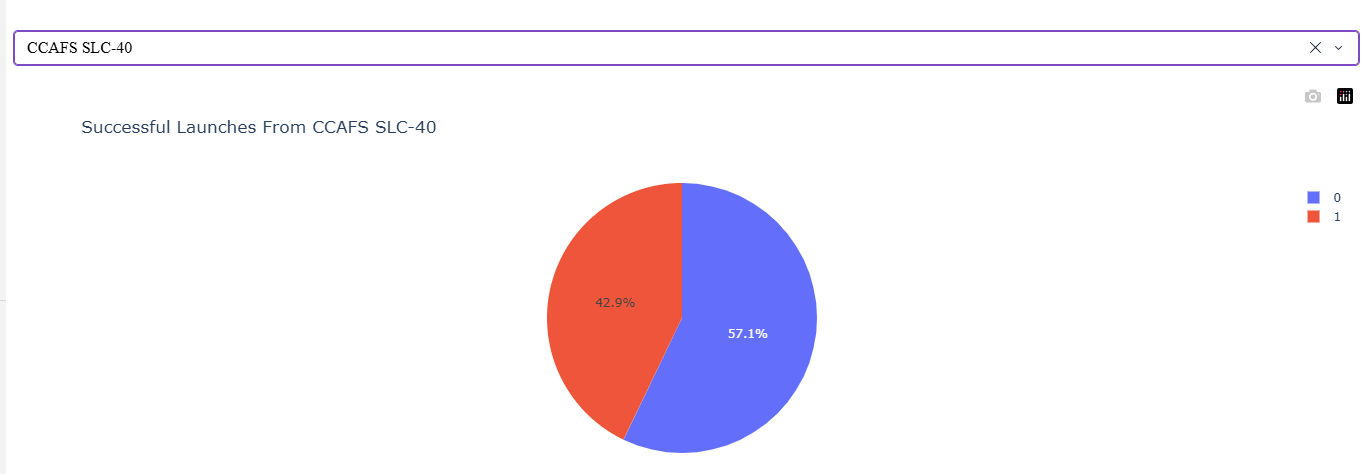 CCAFS SLC-40
Successful Launches From CCAFS SLC-40
0
1
42.9%
57.1%